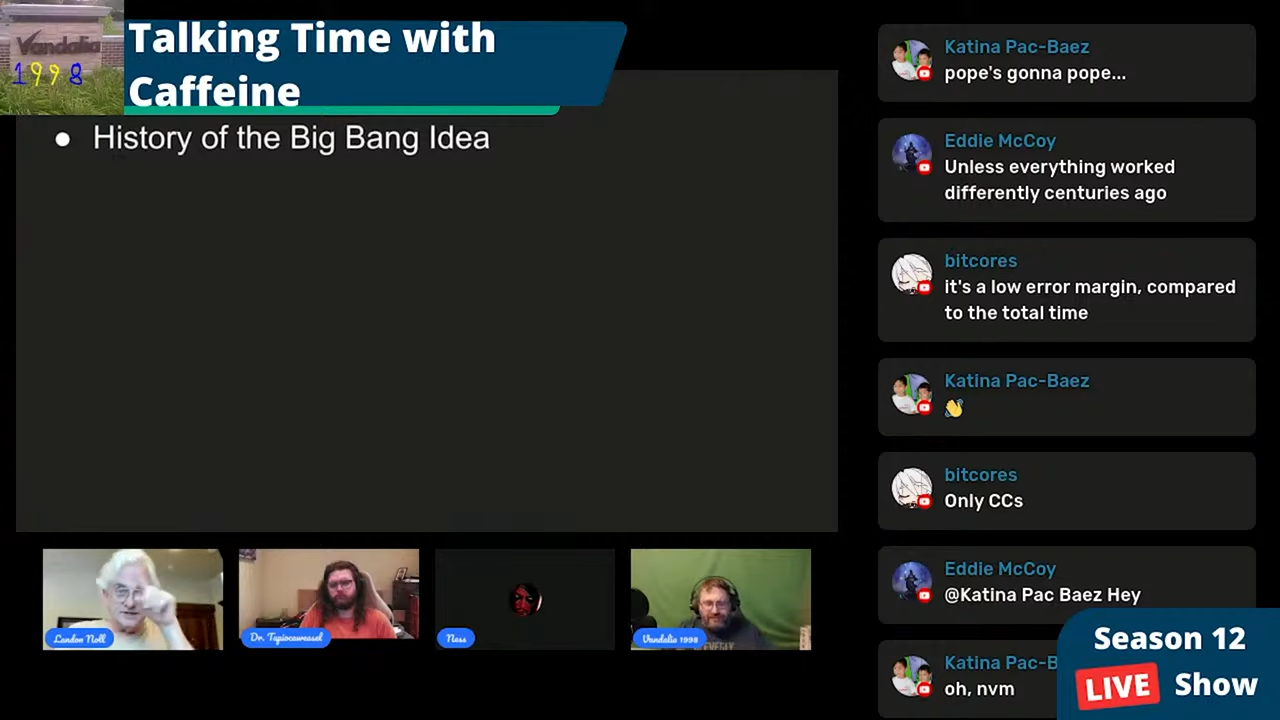 Vandalia
1998
Talking Time with
Caffeine
• History of the Big Bang Idea
Landon Noll
Dr. Tapiocaweasel
Ness
Vandalia 1998
Katina Pac-Baez
pope's gonna pope...
Eddie McCoy
Unless everything worked
differently centuries ago
bitcores
it's a low error margin, compared
to the total time
Katina Pac-Baez
👋
bitcores
Only CCs
Eddie McCoy
@Katina Pac Baez Hey
Katina Pac-B
oh, nvm
Season 12
LIVE Show